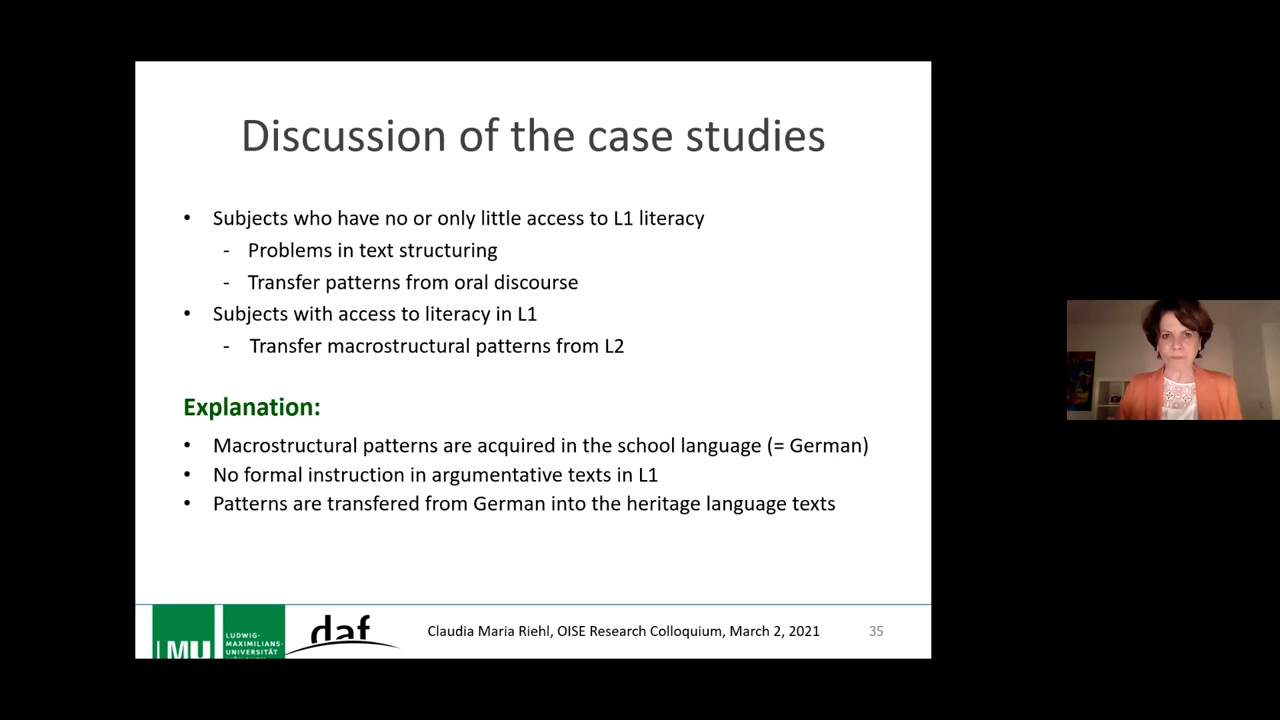 Discussion of the case studies
• Subjects who have no or only little access to L1 literacy
- Problems in text structuring
- Transfer patterns from oral discourse
• Subjects with access to literacy in L1
- Transfer macrostructural patterns from L2
Explanation:
• Macrostructural patterns are acquired in the school language (= German)
• No formal instruction in argumentative texts in L1
• Patterns are transfered from German into the heritage language texts
LMU
LUDWIG-
MAXIMILIANS-
UNIVERSITÄT
MÜNCHEN
daf
Claudia Maria Riehl, OISE Research Colloquium, March 2, 2021
35